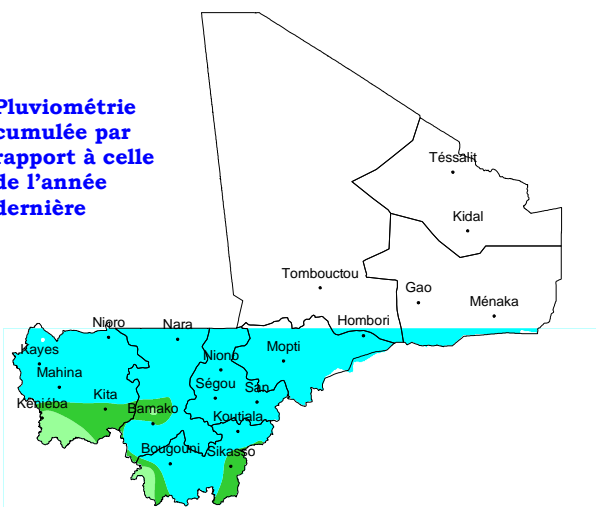 Pluviométrie
cumulée par
rapport à celle
de l’année
dernière
Téssalit
Kidal
Tombouctou
Gao
Ménaka
Hombori
Nioro
Nara
Kayes
Niono
Mopti
Mahina
Ségou
San
Kéniéba
Kita
Bamako
Koutiala
Bougouni
Sikasso